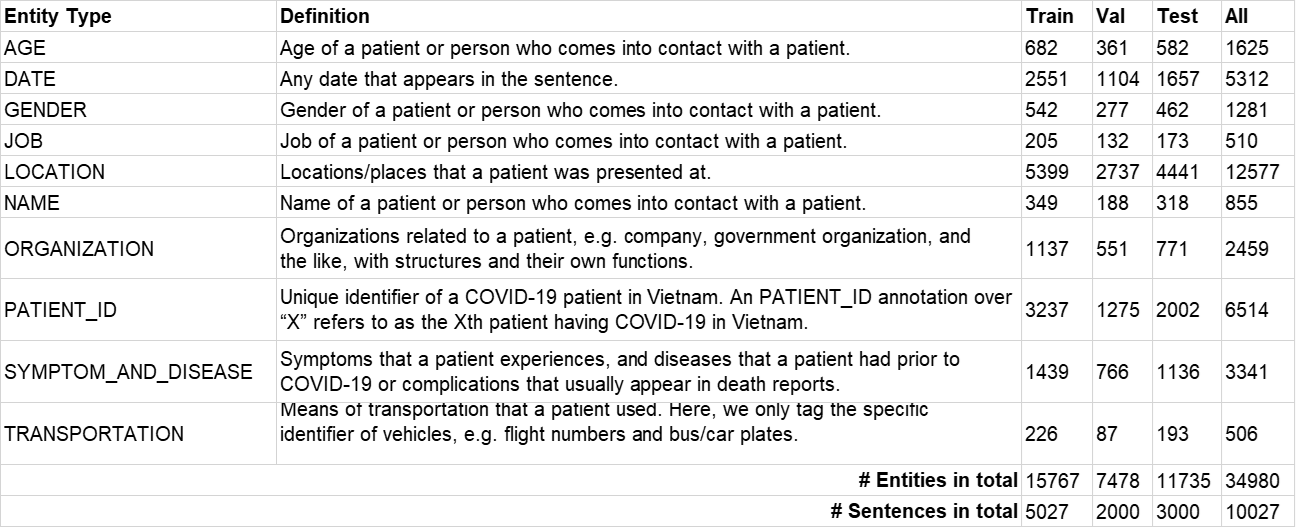 Entity Type Definition Train Val Test All
AGE Age of a patient or person who comes into contact with a patient. 682 361 582 1625
DATE Any date that appears in the sentence. 2551 1104 1657 5312
GENDER Gender of a patient or person who comes into contact with a patient. 542 277 462 1281
JOB Job of a patient or person who comes into contact with a patient. 205 132 173 510
LOCATION Locations/places that a patient was presented at. 5399 2737 4441 12577
NAME Name of a patient or person who comes into contact with a patient. 349 188 318 855
ORGANIZATION Organizations related to a patient, e.g. company, government organization, and
the like, with structures and their own functions. 1137 551 771 2459
PATIENT_ID Unique identifier of a COVID-19 patient in Vietnam. An PATIENT_ID annotation over
“X” refers to as the Xth patient having COVID-19 in Vietnam. 3237 1275 2002 6514
SYMPTOM_AND_DISEASE Symptoms that a patient experiences, and diseases that a patient had prior to
COVID-19 or complications that usually appear in death reports. 1439 766 1136 3341
TRANSPORTATION Means of transportation that a patient used. Here, we only tag the specific
identifier of vehicles, e.g. flight numbers and bus/car plates. 226 87 193 506
# Entities in total 15767 7478 11735 34980
# Sentences in total 5027 2000 3000 10027